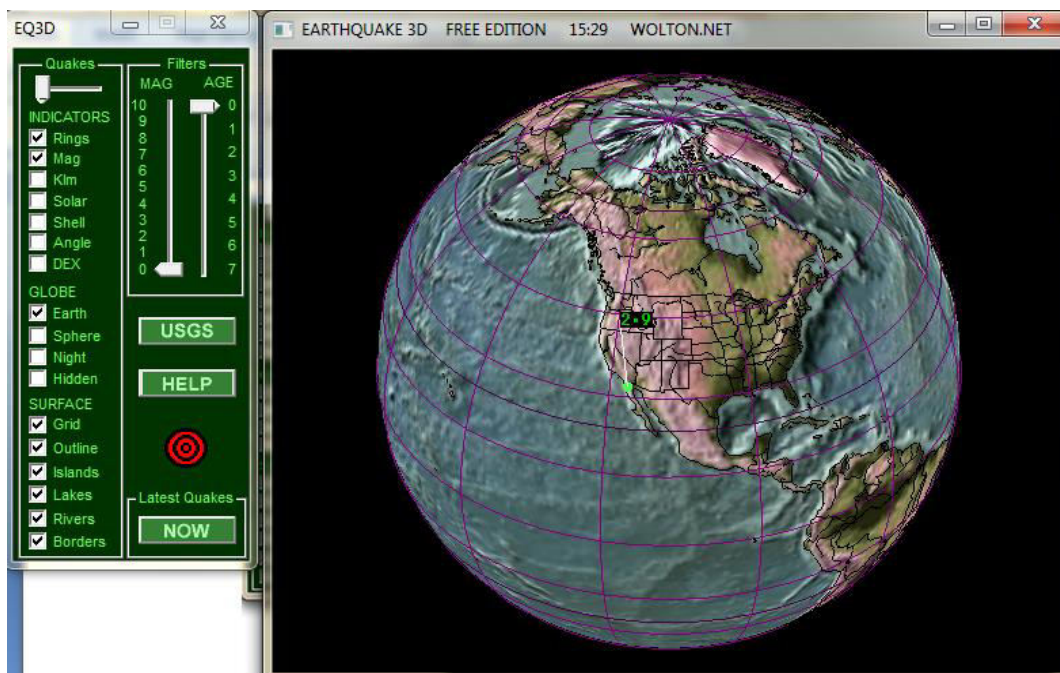 EQ3D
Quakes
INDICATORS
Rings
Mag
Klm
Solar
Shell
Angle
DEX
GLOBE
Earth
Sphere
Night
Hidden
SURFACE
Grid
Outline
Islands
Lakes
Rivers
Borders
Filters
MAG AGE
10 0
9
8 1
7 2
6
5 3
4 4
3 5
2
1 6
0 7
USGS
HELP
Latest Quakes
NOW
EARTHQUAKE 3D FREE EDITION 15:29 WOLTON.NET
2.9